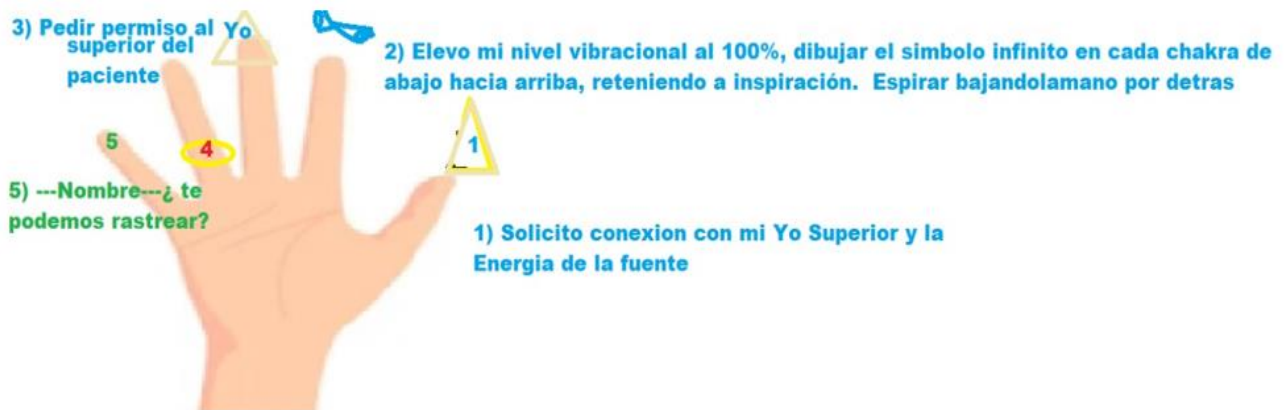 3) Pedir permiso al Yo
superior del
paciente
2) Elevo mi nivel vibracional al 100%, dibujar el simbolo infinito en cada chakra de
abajo hacia arriba, reteniendo a inspiración. Espirar bajandolamano por detras
1
5
4
5) ---Nombre---¿ te
podemos rastrear?
1) Solicito conexion con mi Yo Superior y la
Energia de la fuente